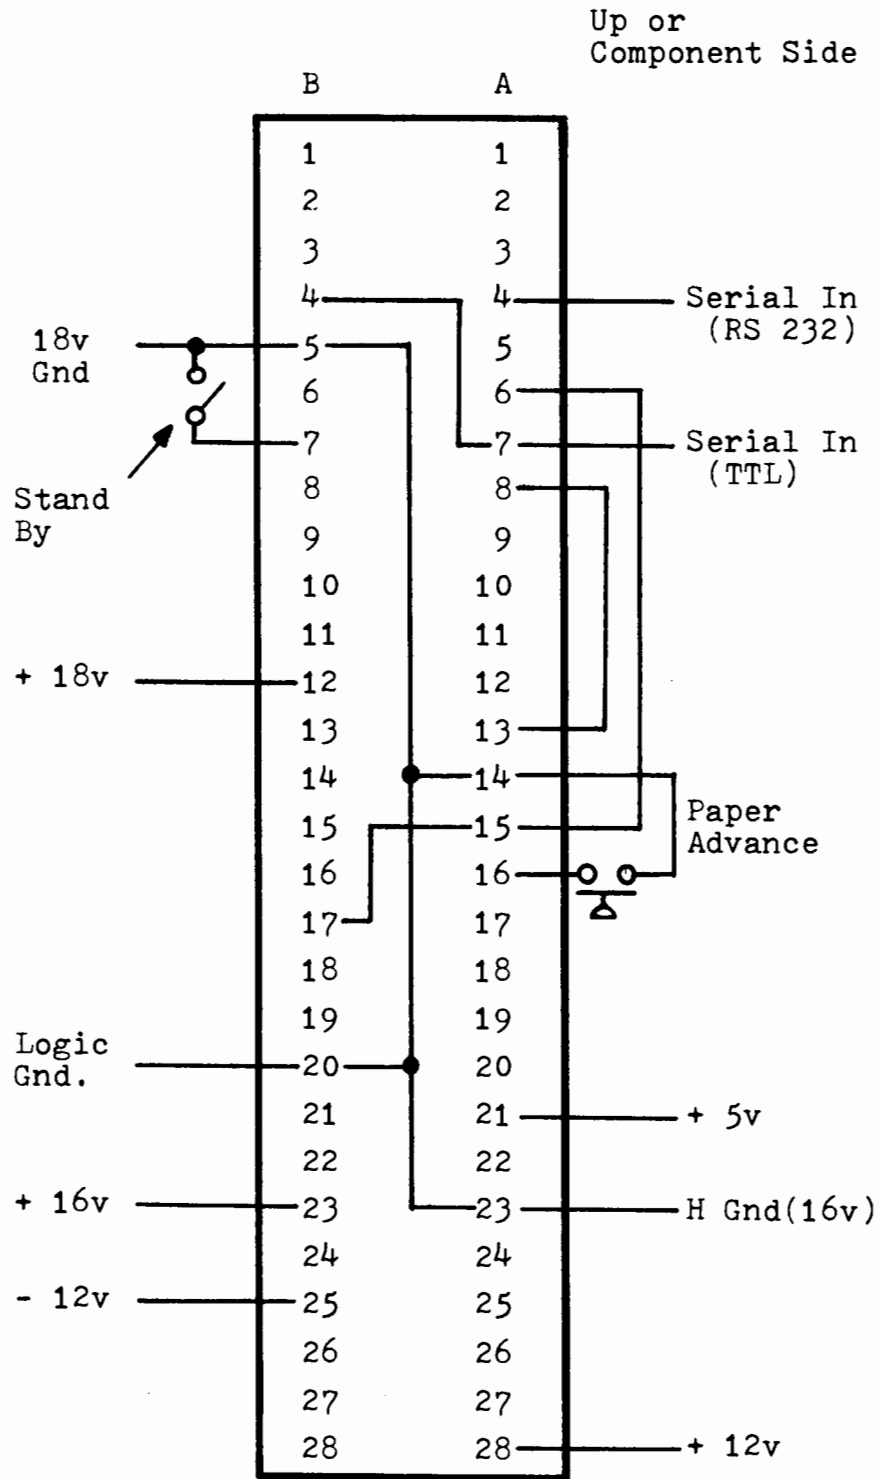 Up or
Component Side
B A
1 1
2 2
3 3
4 4 Serial In
(RS 232)
18v
Gnd
5 5
6 6
7 7 Serial In
(TTL)
8 8
Stand
By
9 9
10 10
11 11
+ 18v 12 12
13 13
14 14
15 15 Paper
Advance
16 16
17 17
18 18
19 19
Logic
Gnd.
20 20
21 21 + 5v
22 22
+ 16v 23 23 H Gnd(16v)
24 24
- 12v 25 25
26 26
27 27
28 28 + 12v